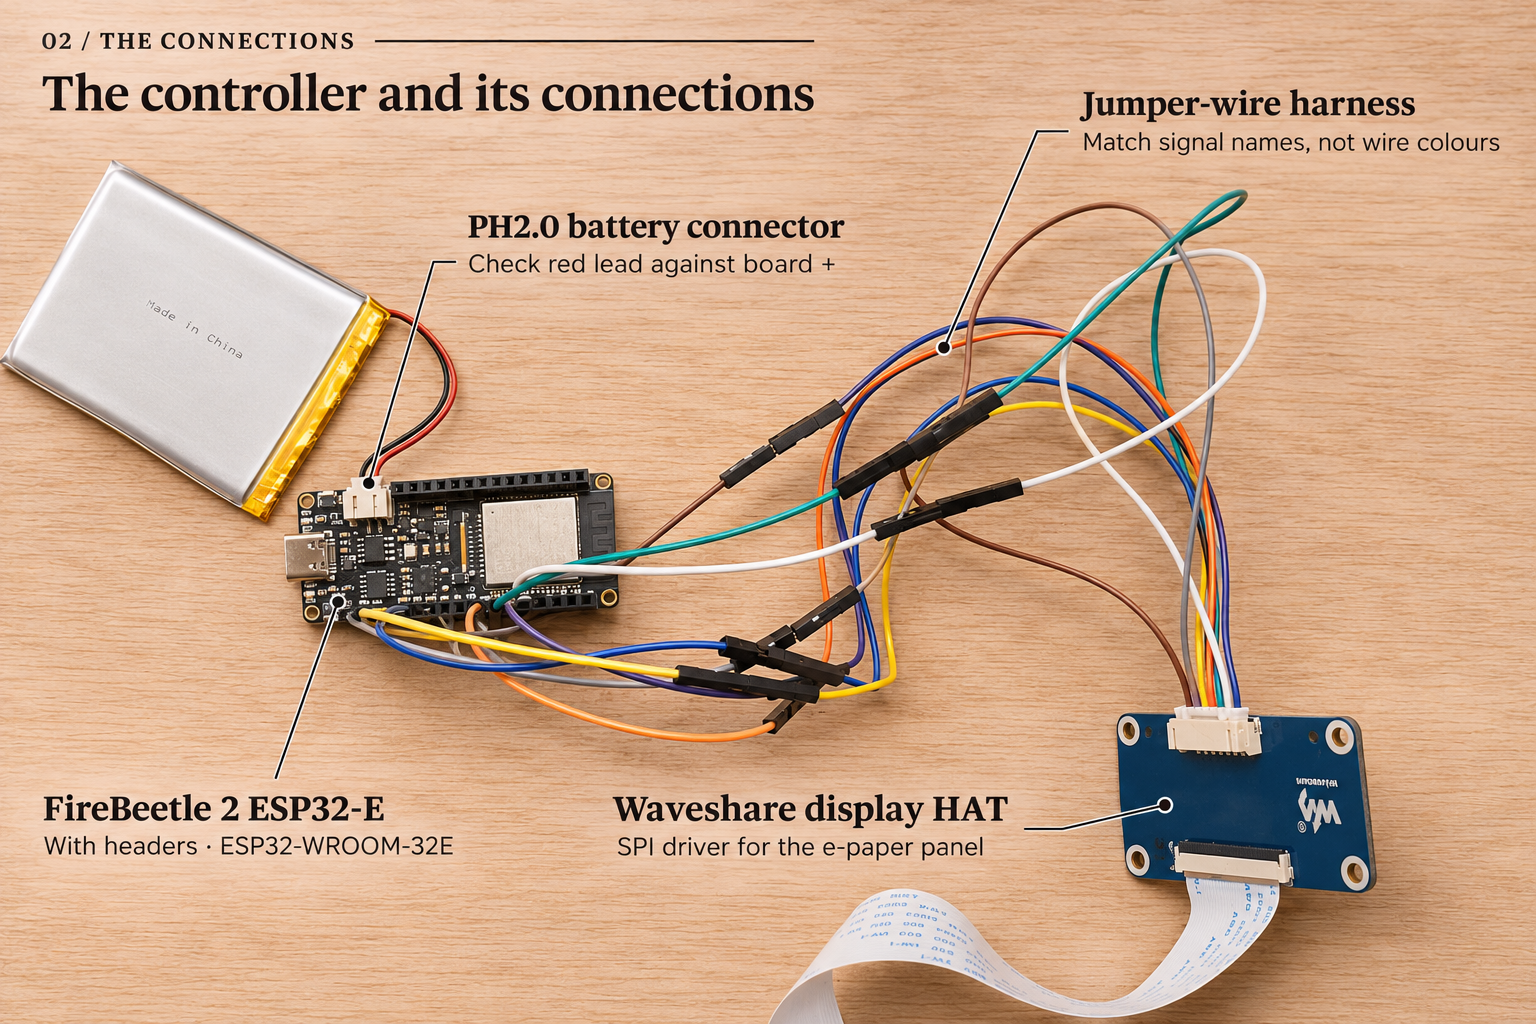 02 / THE CONNECTIONS
The controller and its connections
Jumper-wire harness
Match signal names, not wire colours
PH2.0 battery connector
Check red lead against board +
Made in China
FireBeetle 2 ESP32-E
With headers · ESP32-WROOM-32E
Waveshare display HAT
SPI driver for the e-paper panel